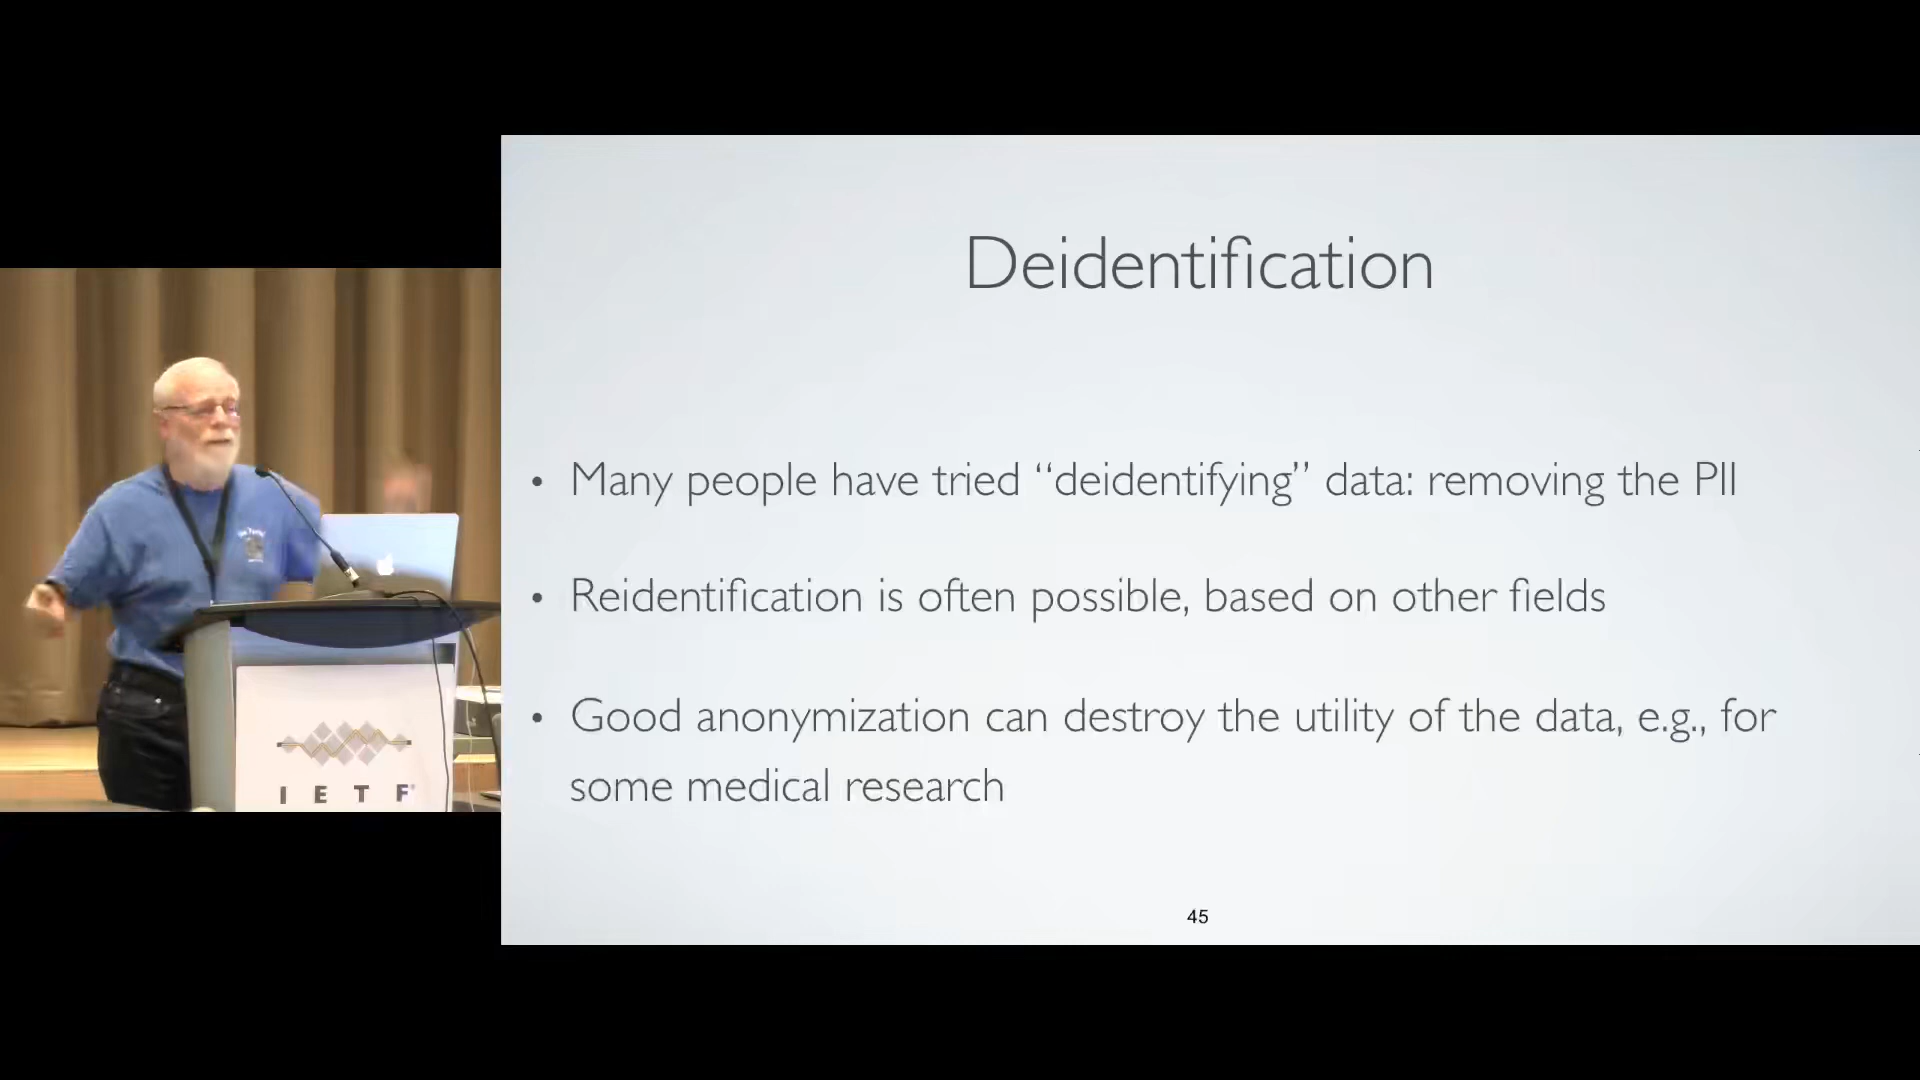 Deidentification
• Many people have tried “deidentifying” data: removing the PII
• Reidentification is often possible, based on other fields
• Good anonymization can destroy the utility of the data, e.g., for
some medical research
45
I E T F